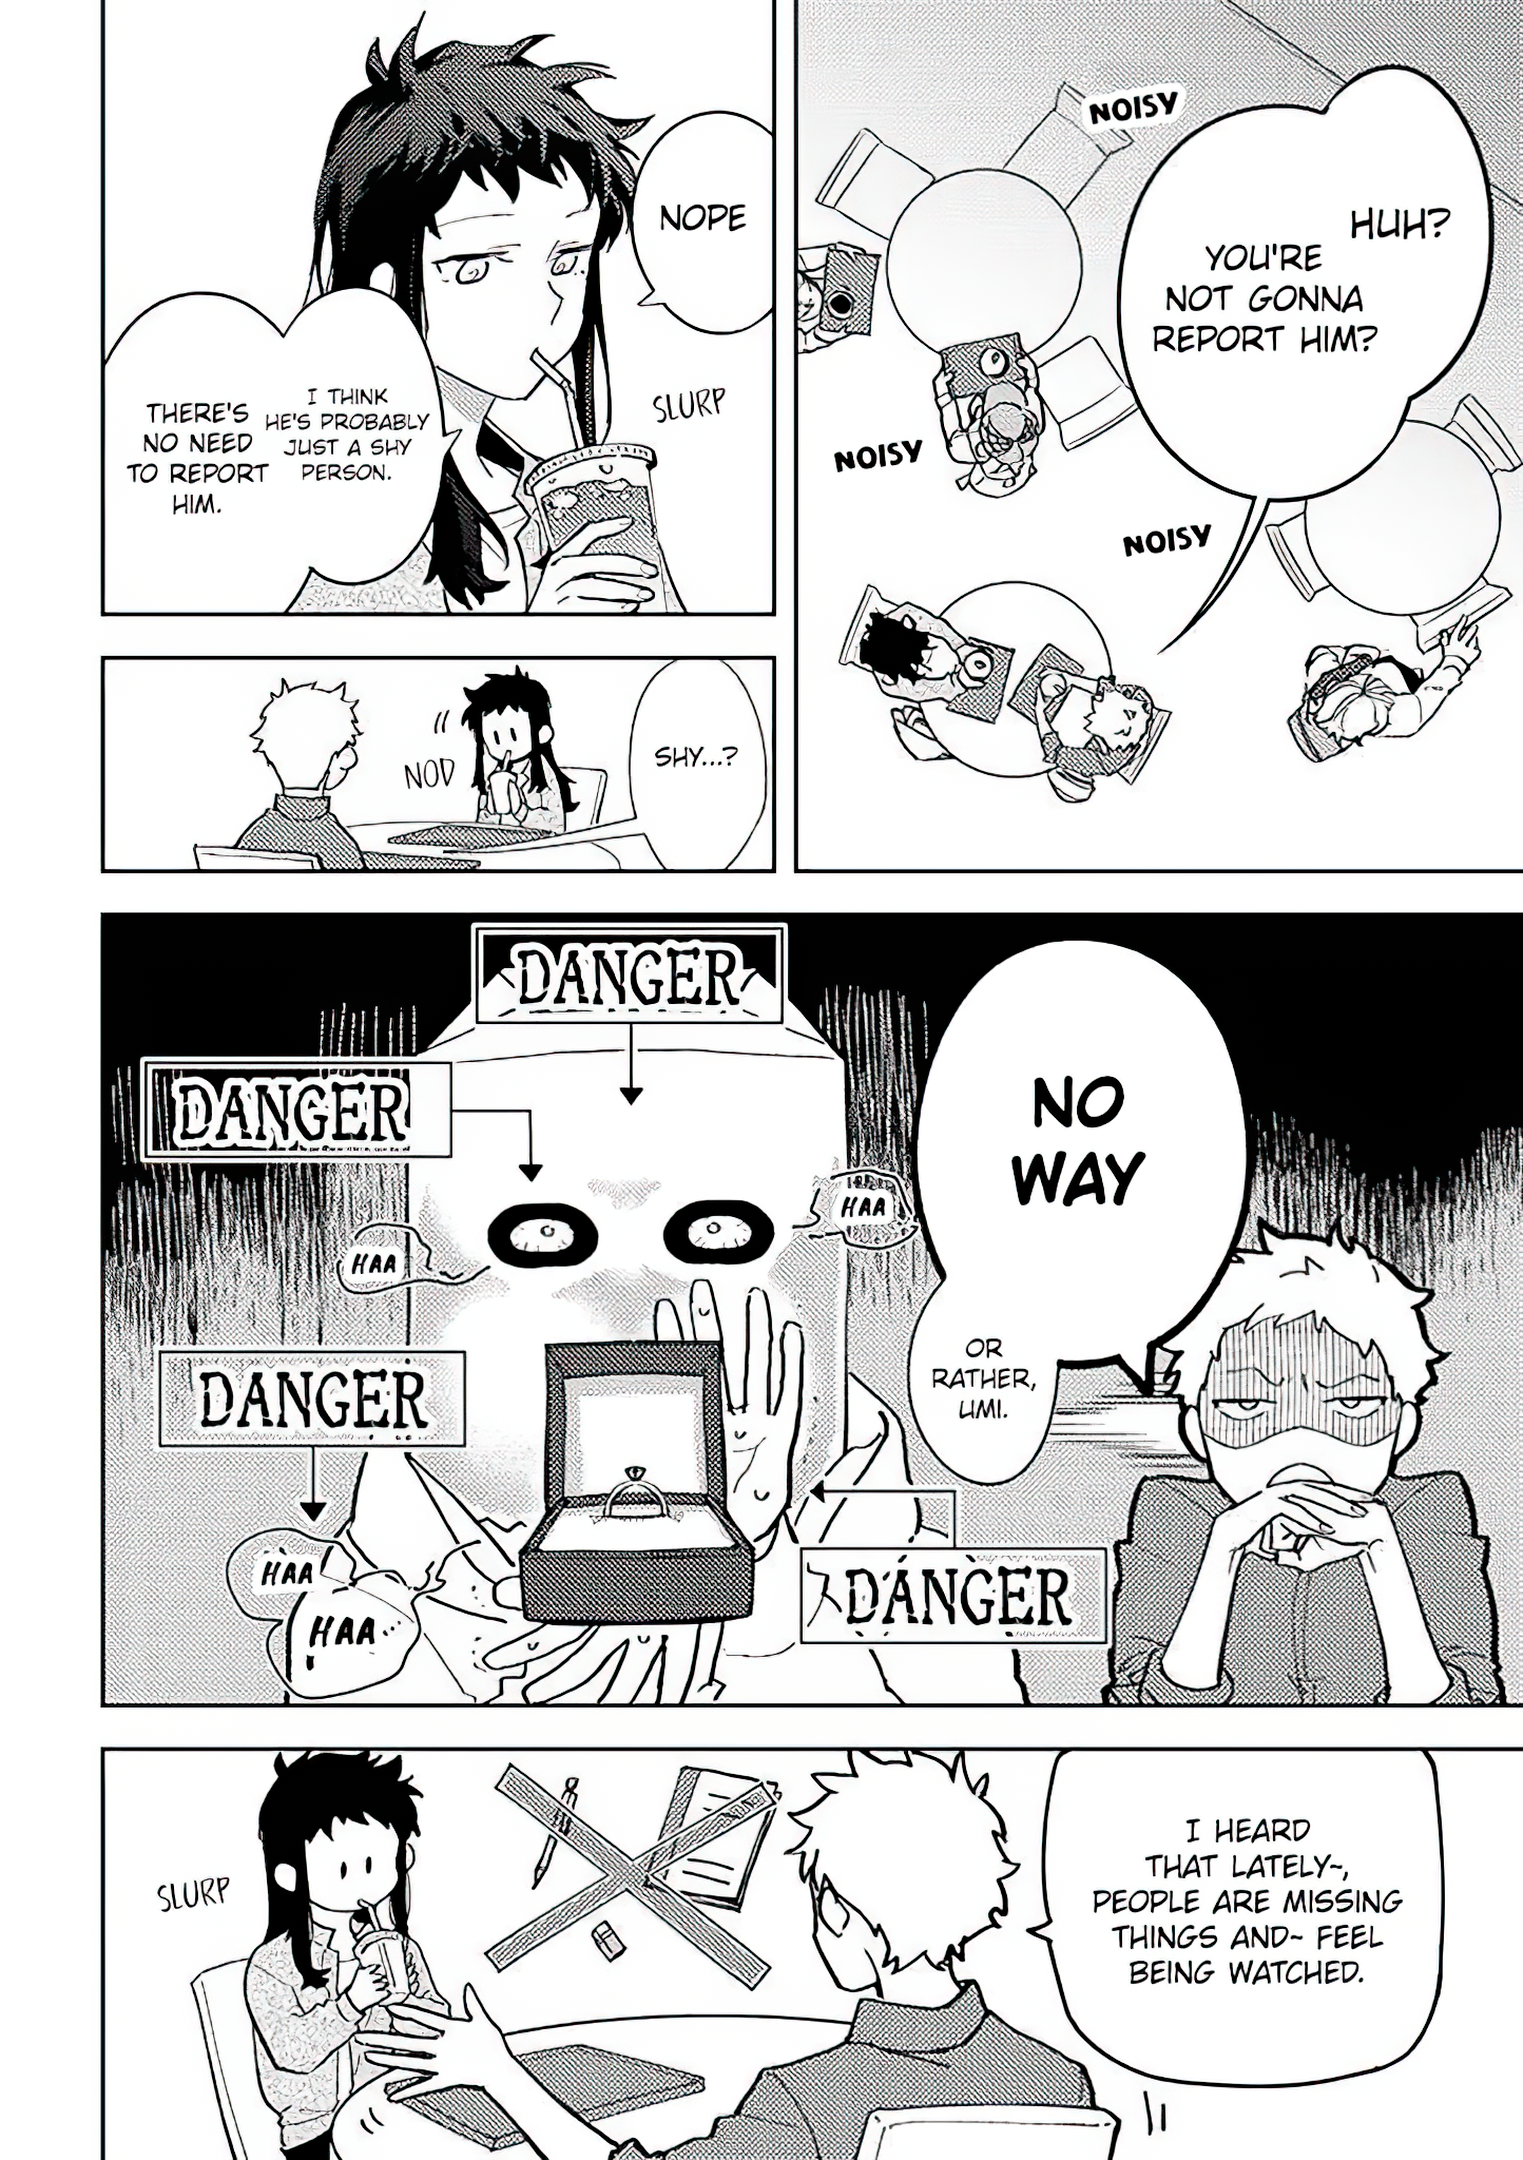 NOISY
HUH?
YOU'RE
NOT GONNA
REPORT HIM?
NOISY
NOISY
NOPE
SLURP
I THINK
HE'S PROBABLY
JUST A SHY
PERSON.
THERE'S
NO NEED
TO REPORT
HIM.
SHY...?
NOD
NO
WAY
OR
RATHER,
UMI.
DANGER
DANGER
HAA
HAA
DANGER
HAA
HAA...
DANGER
I HEARD
THAT LATELY~,
PEOPLE ARE MISSING
THINGS AND~ FEEL
BEING WATCHED.
SLURP